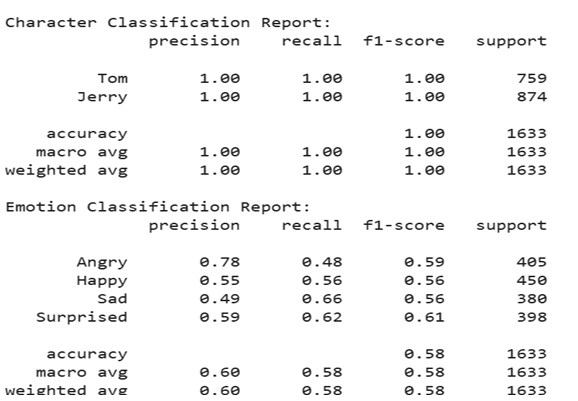 Character Classification Report:
precision recall f1-score support
Tom 1.00 1.00 1.00 759
Jerry 1.00 1.00 1.00 874
accuracy 1.00 1633
macro avg 1.00 1.00 1.00 1633
weighted avg 1.00 1.00 1.00 1633
Emotion Classification Report:
precision recall f1-score support
Angry 0.78 0.48 0.59 405
Happy 0.55 0.56 0.56 450
Sad 0.49 0.66 0.56 380
Surprised 0.59 0.62 0.61 398
accuracy 0.58 1633
macro avg 0.60 0.58 0.58 1633
weighted avg 0.60 0.58 0.58 1633